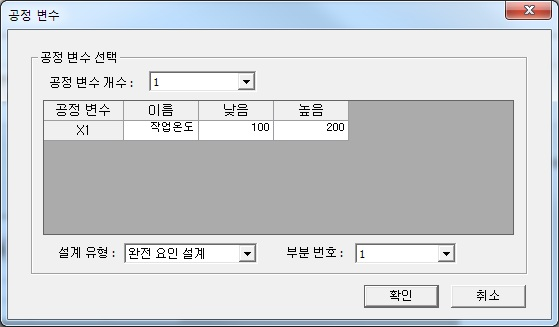 공정 변수
공정 변수 선택
공정 변수 개수 : 1
공정 변수 이름 낮음 높음
X1 작업온도 100 200
설계 유형 : 완전 요인 설계 부분 번호 : 1
확인 취소